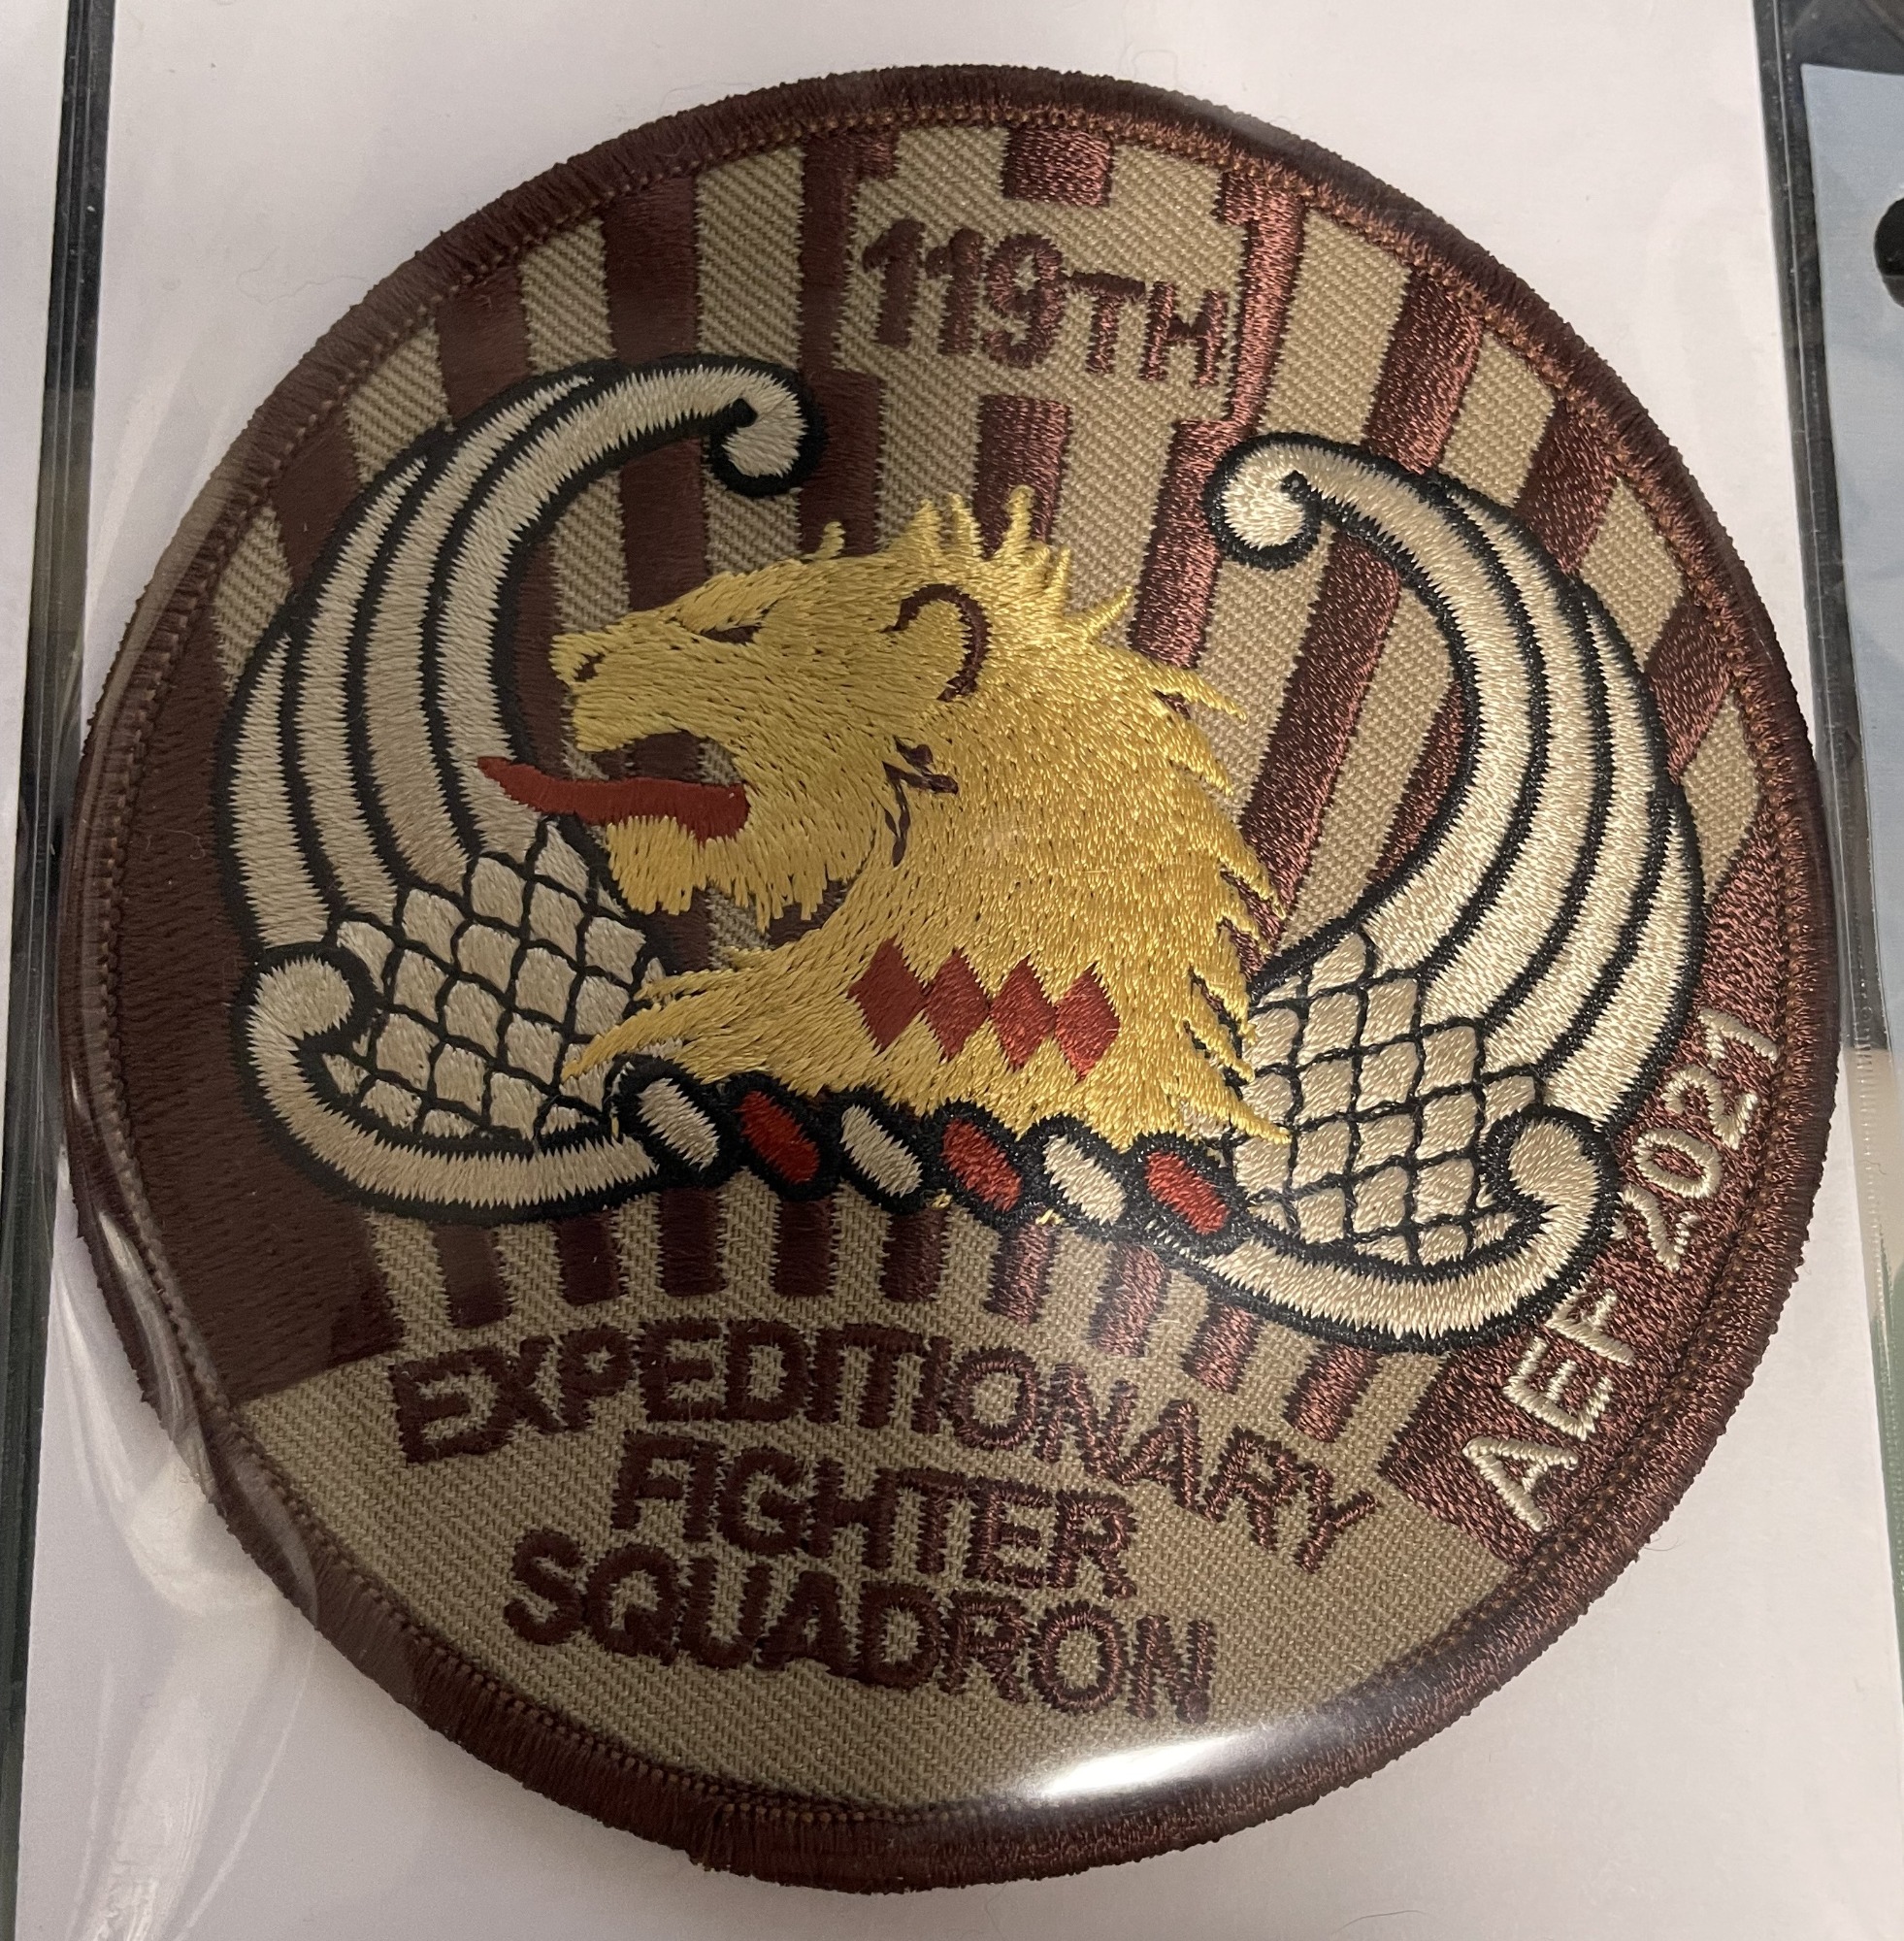 119TH
EXPEDITIONARY
FIGHTER
SQUADRON
AEF 2021